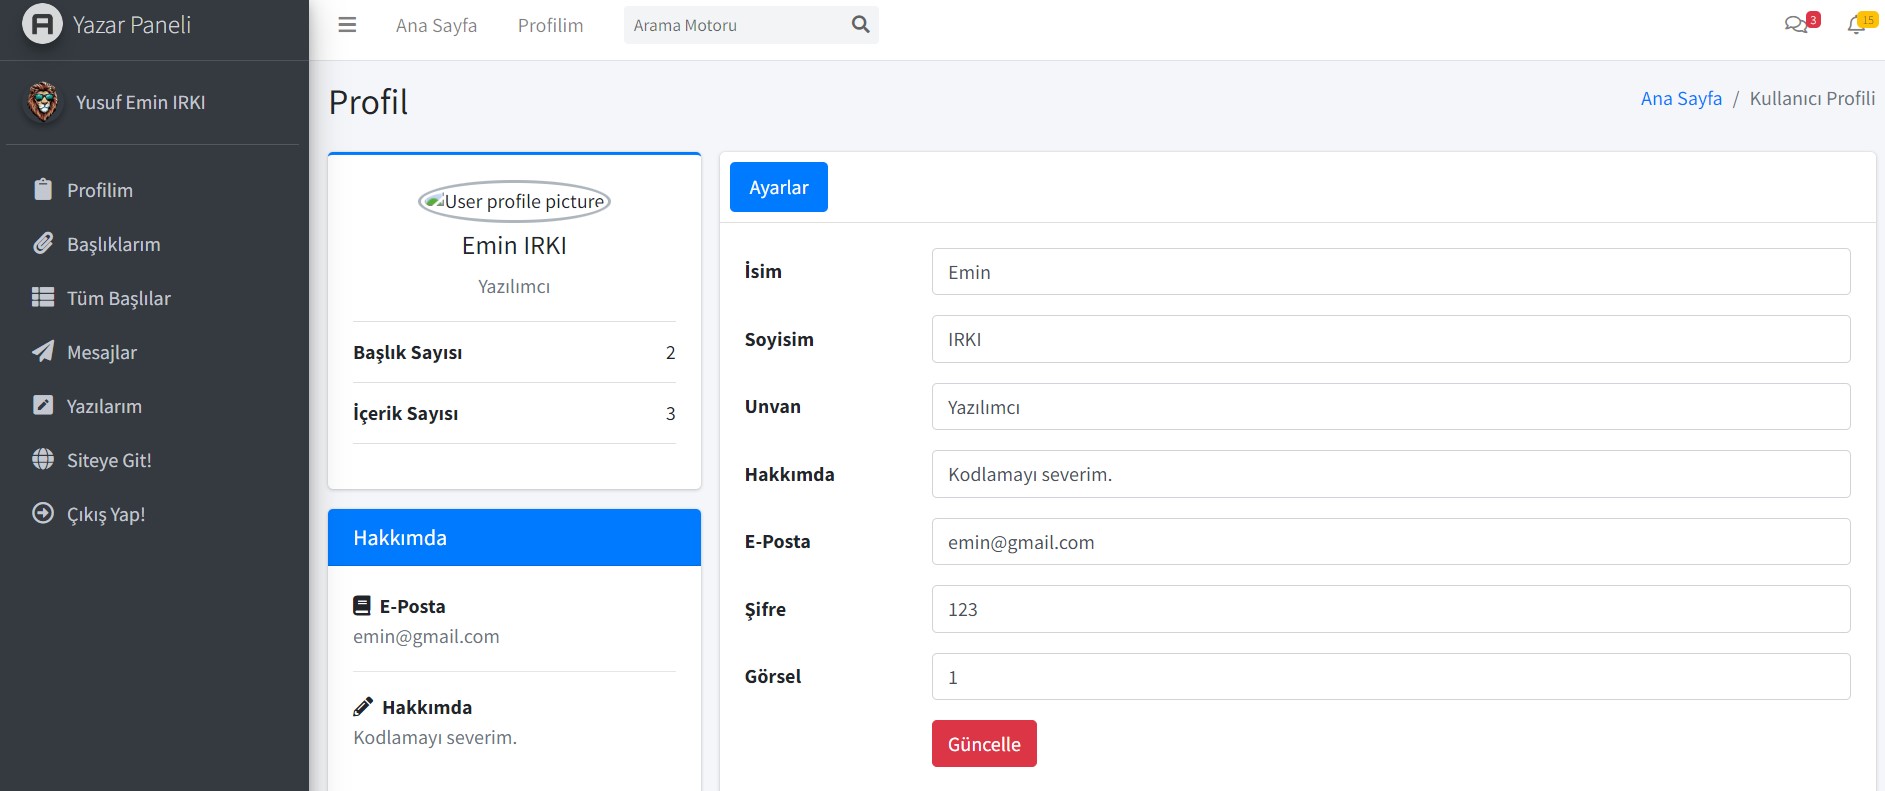 Yazar Paneli
Ana Sayfa
Profilim
Arama Motoru
3
15
Yusuf Emin IRKI
Profilim
Başlıklarım
Tüm Başlılar
Mesajlar
Yazılarım
Siteye Git!
Çıkış Yap!
Profil
Ana Sayfa / Kullanıcı Profili
User profile picture
Emin IRKI
Yazılımcı
Başlık Sayısı 2
İçerik Sayısı 3
Hakkımda
E-Posta
emin@gmail.com
Hakkımda
Kodlamayı severim.
Ayarlar
İsim Emin
Soyisim IRKI
Unvan Yazılımcı
Hakkımda Kodlamayı severim.
E-Posta emin@gmail.com
Şifre 123
Görsel 1
Güncelle